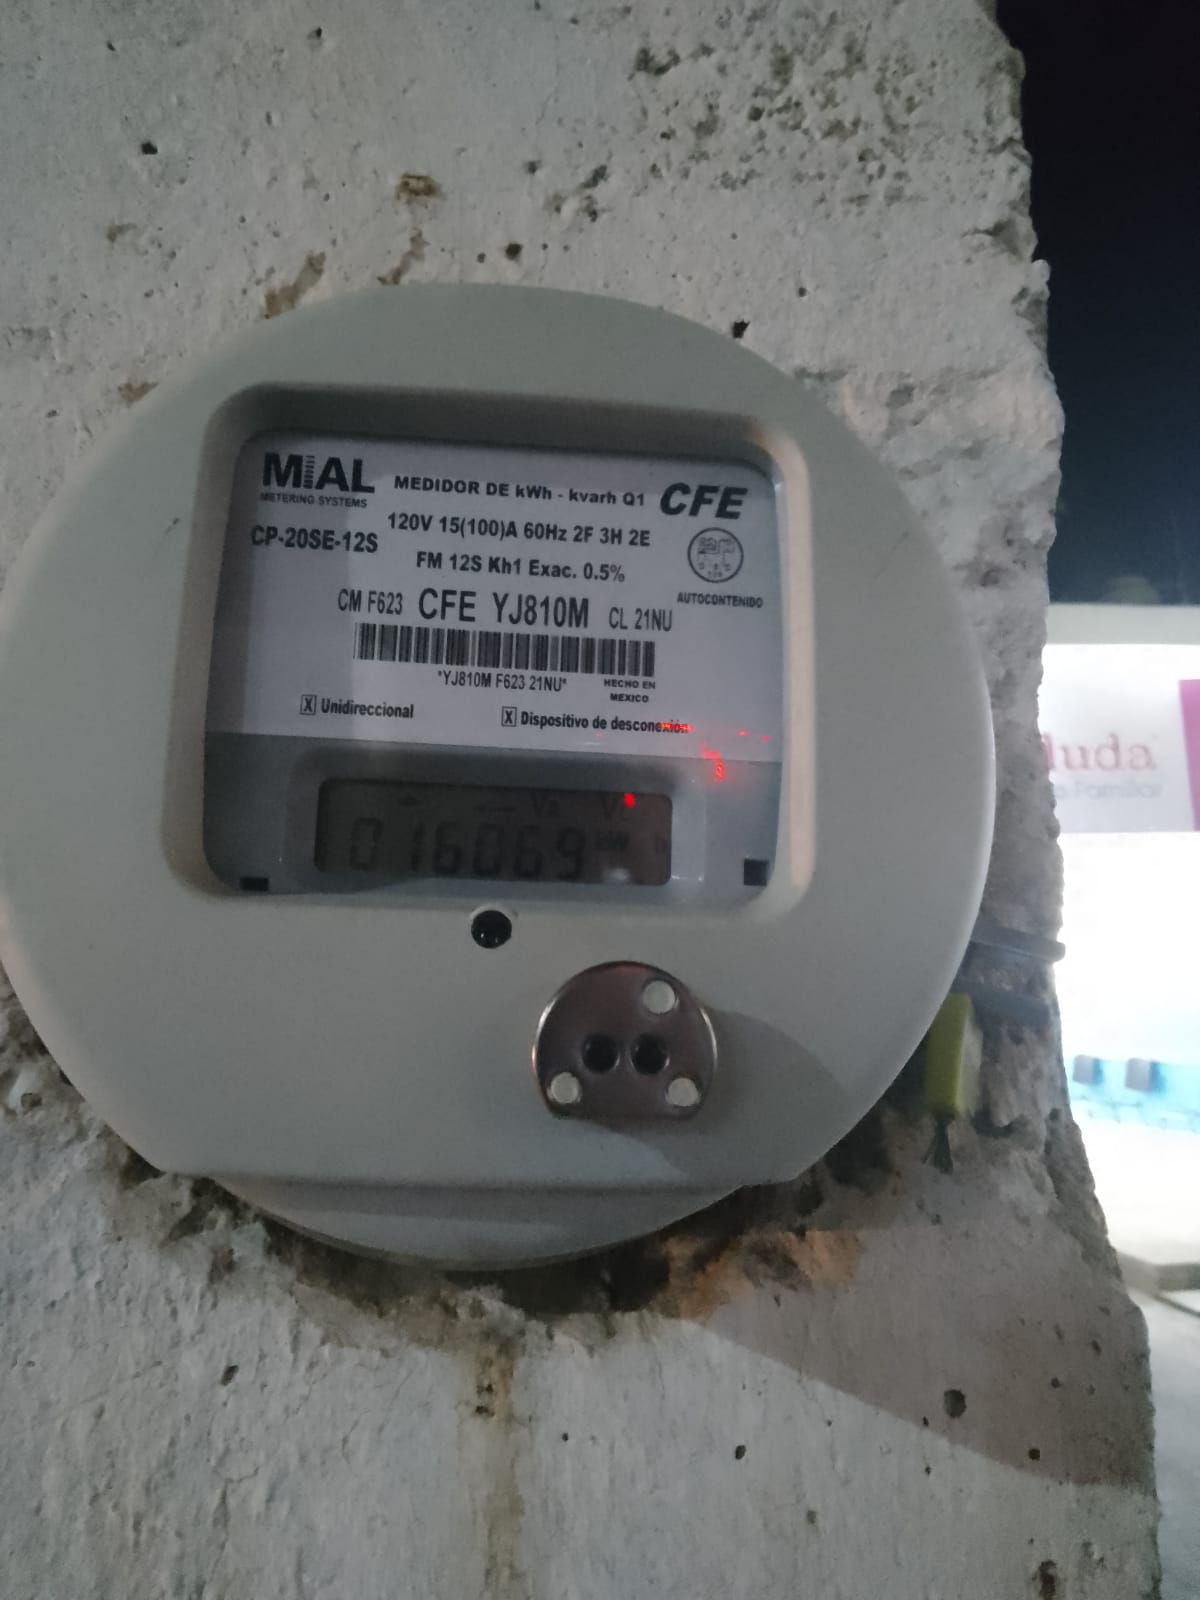 MIAL
METERING SYSTEMS
MEDIDOR DE kWh - kvarh Q1
CFE
CP-20SE-12S
120V 15(100)A 60Hz 2F 3H 2E
FM 12S Kh1 Exac. 0.5%
AUTOCONTENIDO
CM F623 CFE YJ810M CL 21NU
*YJ810M F623 21NU*
HECHO EN
MEXICO
X Unidireccional
X Dispositivo de desconexión
016069 kW h
duda
Familiar